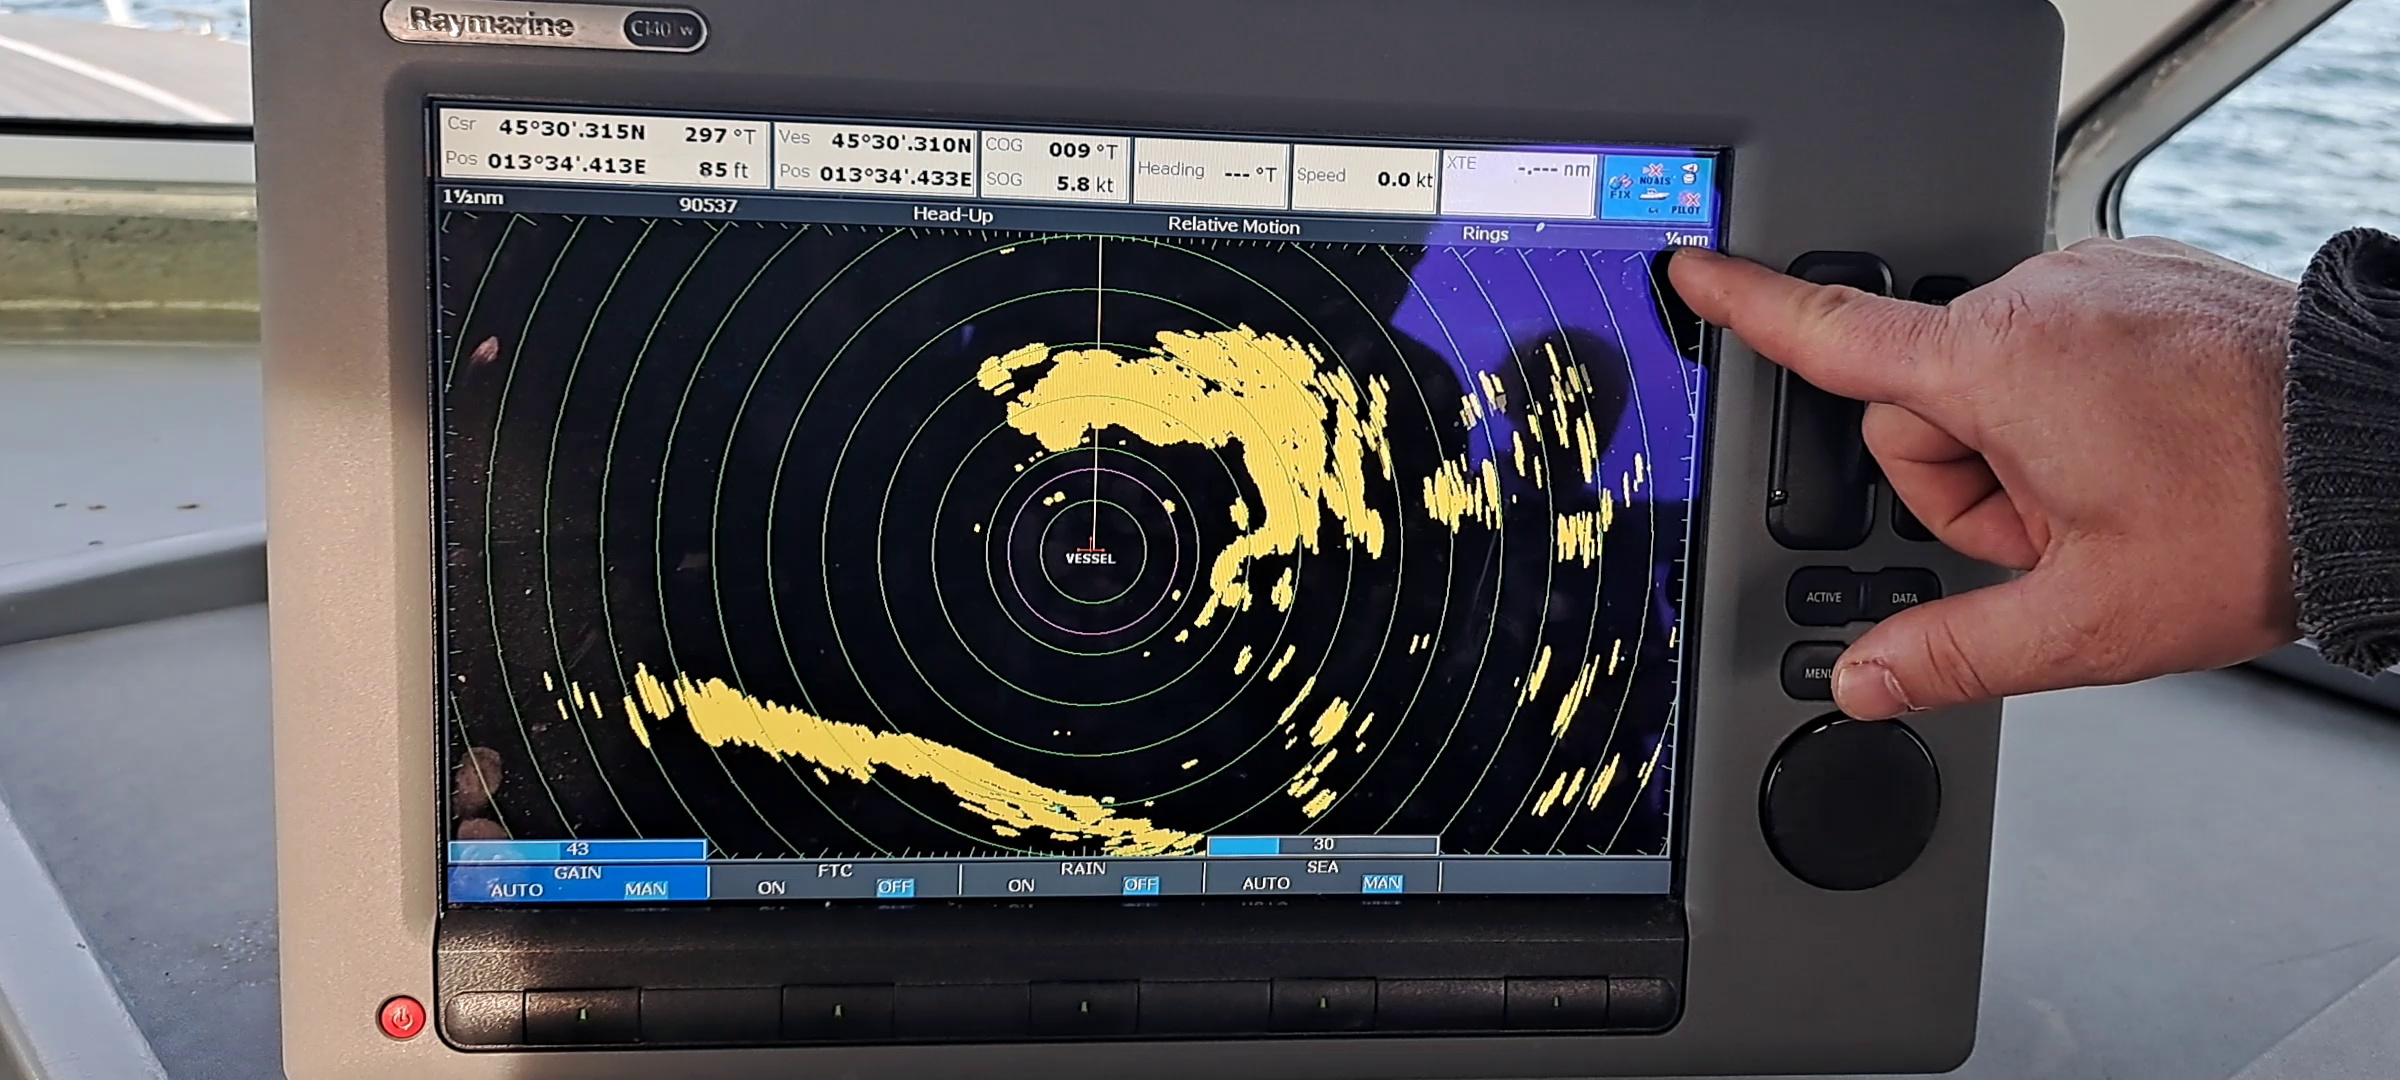 Raymarine C140 w
Csr 45°30'.315N 297 °T
Pos 013°34'.413E 85 ft
Ves 45°30'.310N
Pos 013°34'.433E
COG 009 °T
SOG 5.8 kt
Heading --- °T
Speed 0.0 kt
XTE -.--- nm
NO AIS
FIX
PILOT
1½nm 90537 Head-Up Relative Motion Rings ¼nm
VESSEL
ACTIVE DATA
MENU
43 30
GAIN FTC RAIN SEA
AUTO MAN ON OFF ON OFF AUTO MAN